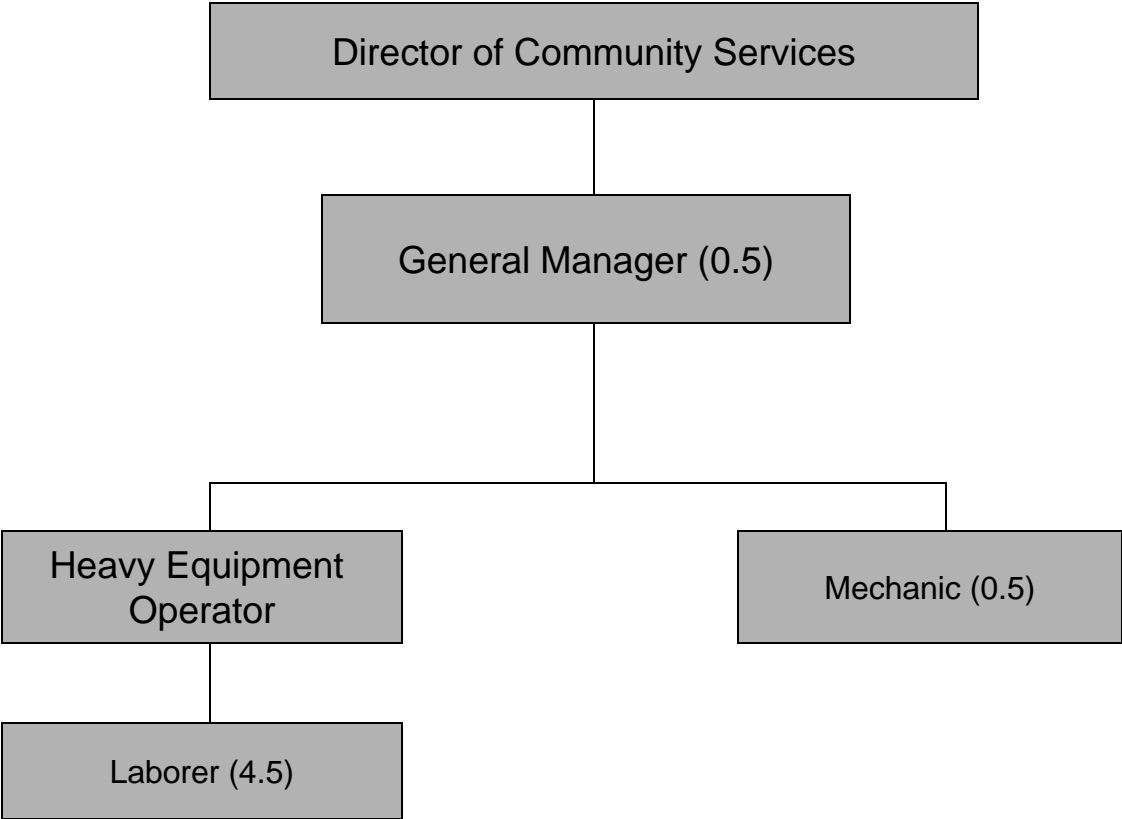 Director of Community Services
General Manager (0.5)
Heavy Equipment
Operator
Mechanic (0.5)
Laborer (4.5)